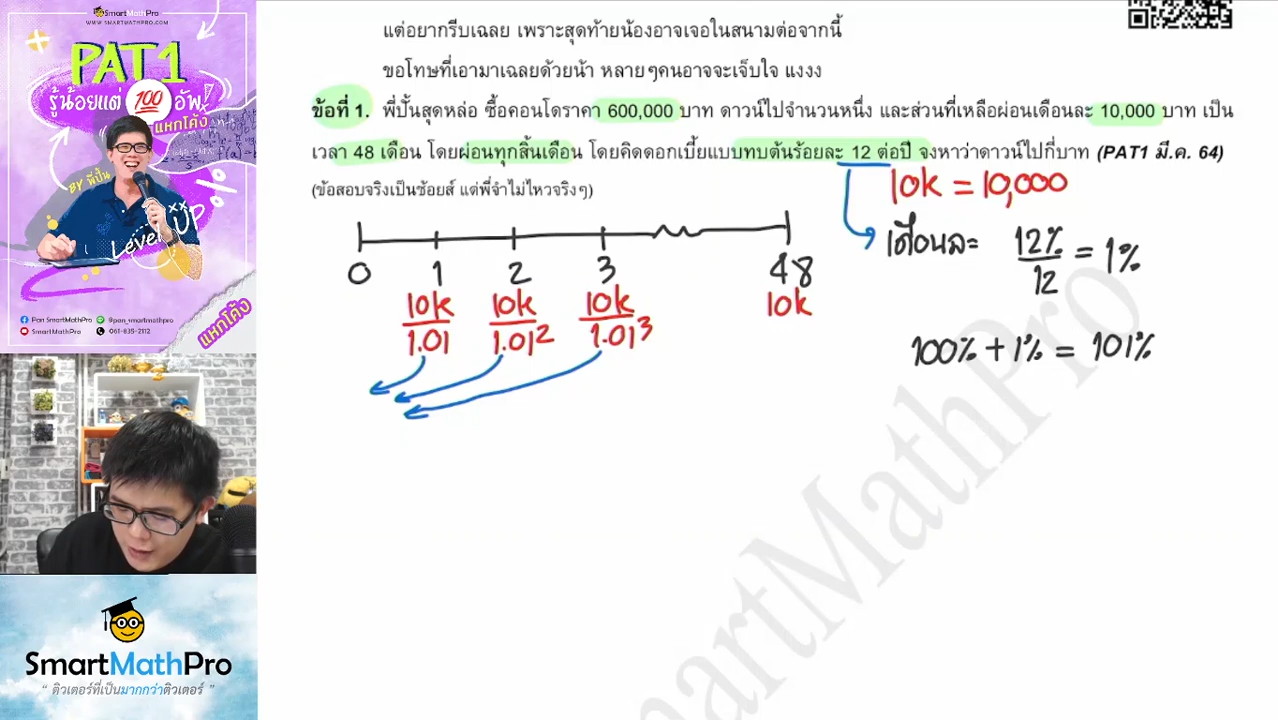 SmartMathPro
WWW.SMARTMATHPRO.COM
PAT1
รู้น้อยแต่ 100 อัพ!
แหกโค้ง
BY พี่ปั้น
Level UP
%
Pan SmartMathPro
@pan_smartmathpro
SmartMathPro
061-835-2112
แหกโค้ง
SmartMathPro
“ ติวเตอร์ที่เป็นมากกว่าติวเตอร์ ”
แต่อยากรีบเฉลย เพราะสุดท้ายน้องอาจเจอในสนามต่อจากนี้
ขอโทษที่เอามาเฉลยด้วยน้า หลายๆคนอาจจะเจ็บใจ แงงง
ข้อที่ 1. พี่ปั้นสุดหล่อ ซื้อคอนโดราคา 600,000 บาท ดาวน์ไปจำนวนหนึ่ง และส่วนที่เหลือผ่อนเดือนละ 10,000 บาท เป็น
เวลา 48 เดือน โดยผ่อนทุกสิ้นเดือน โดยคิดดอกเบี้ยแบบทบต้นร้อยละ 12 ต่อปี จงหาว่าดาวน์ไปกี่บาท (PAT1 มี.ค. 64)
(ข้อสอบจริงเป็นช้อยส์ แต่พี่จำไม่ไหวจริงๆ)
10k = 10,000
เดือนละ 12%/12 = 1%
0 1 2 3 48
10k/1.01 10k/1.01² 10k/1.01³ 10k
100% + 1% = 101%
SmartMathPro